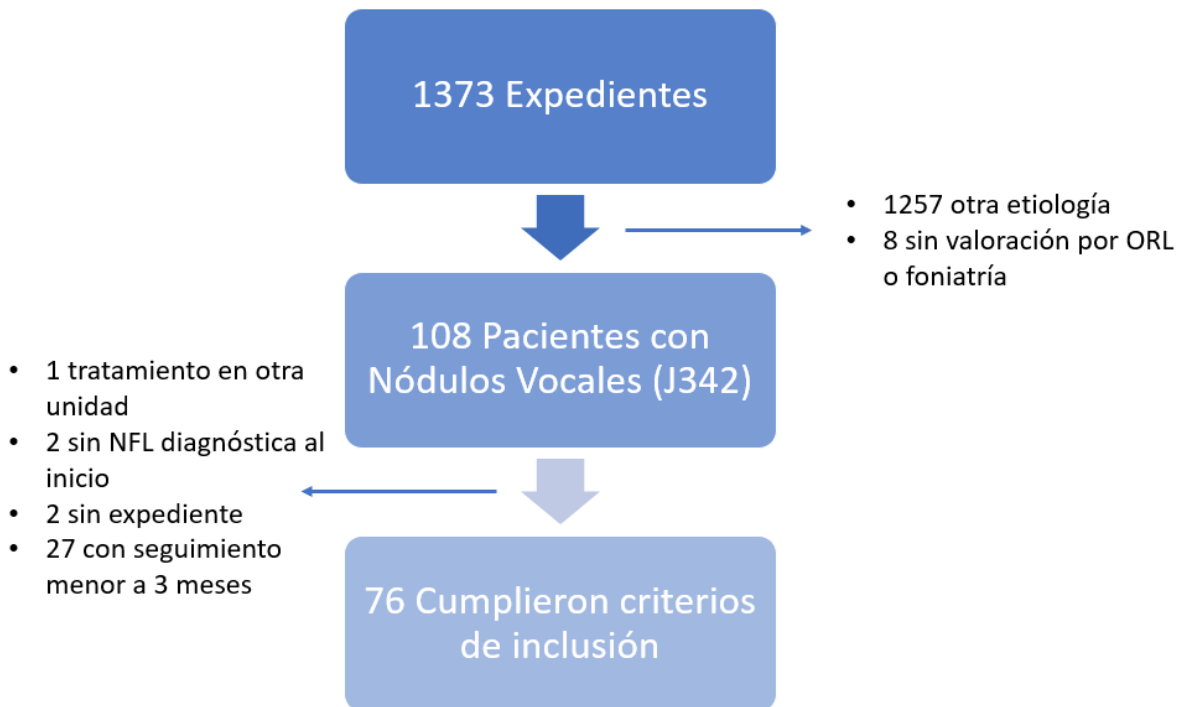 1373 Expedientes
• 1257 otra etiología
• 8 sin valoración por ORL
o foniatría
108 Pacientes con
Nódulos Vocales (J342)
• 1 tratamiento en otra
unidad
• 2 sin NFL diagnóstica al
inicio
• 2 sin expediente
• 27 con seguimiento
menor a 3 meses
76 Cumplieron criterios
de inclusión